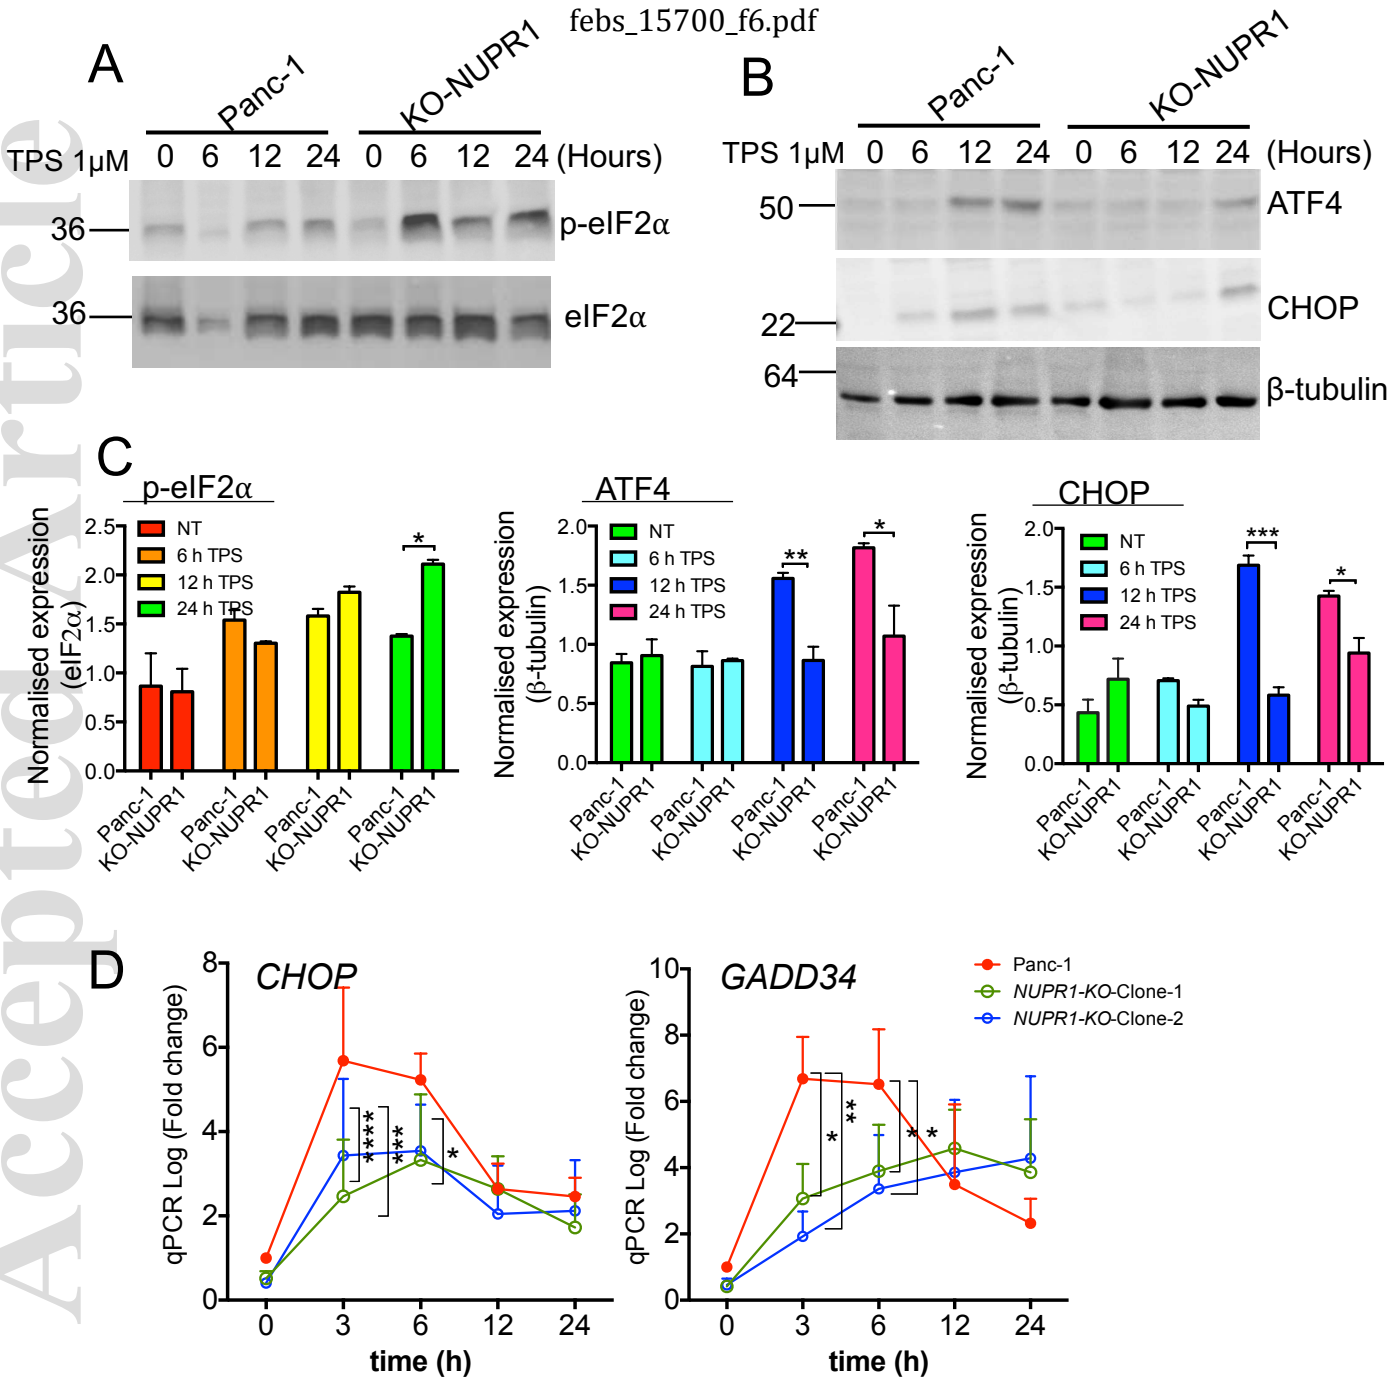 febs_15700_f6.pdf
Accepted Article
A
Panc-1
KO-NUPR1
TPS 1µM 0 6 12 24 0 6 12 24 (Hours)
36
p-eIF2α
36
eIF2α
B
Panc-1
KO-NUPR1
TPS 1µM 0 6 12 24 0 6 12 24 (Hours)
50
ATF4
22
CHOP
64
β-tubulin
C
p-eIF2α
Normalised expression
(eIF2α)
2.5
2.0
1.5
1.0
0.5
0.0
NT
6 h TPS
12 h TPS
24 h TPS
*
Panc-1
KO-NUPR1
Panc-1
KO-NUPR1
Panc-1
KO-NUPR1
Panc-1
KO-NUPR1
ATF4
Normalised expression
(β-tubulin)
2.0
1.5
1.0
0.5
0.0
NT
6 h TPS
12 h TPS
24 h TPS
**
*
Panc-1
KO-NUPR1
Panc-1
KO-NUPR1
Panc-1
KO-NUPR1
Panc-1
KO-NUPR1
CHOP
Normalised expression
(β-tubulin)
2.0
1.5
1.0
0.5
0.0
NT
6 h TPS
12 h TPS
24 h TPS
***
*
Panc-1
KO-NUPR1
Panc-1
KO-NUPR1
Panc-1
KO-NUPR1
Panc-1
KO-NUPR1
D
CHOP
qPCR Log (Fold change)
8
6
4
2
0
****
***
*
0 3 6 12 24
time (h)
GADD34
qPCR Log (Fold change)
10
8
6
4
2
0
*
**
*
*
0 3 6 12 24
time (h)
Panc-1
NUPR1-KO-Clone-1
NUPR1-KO-Clone-2